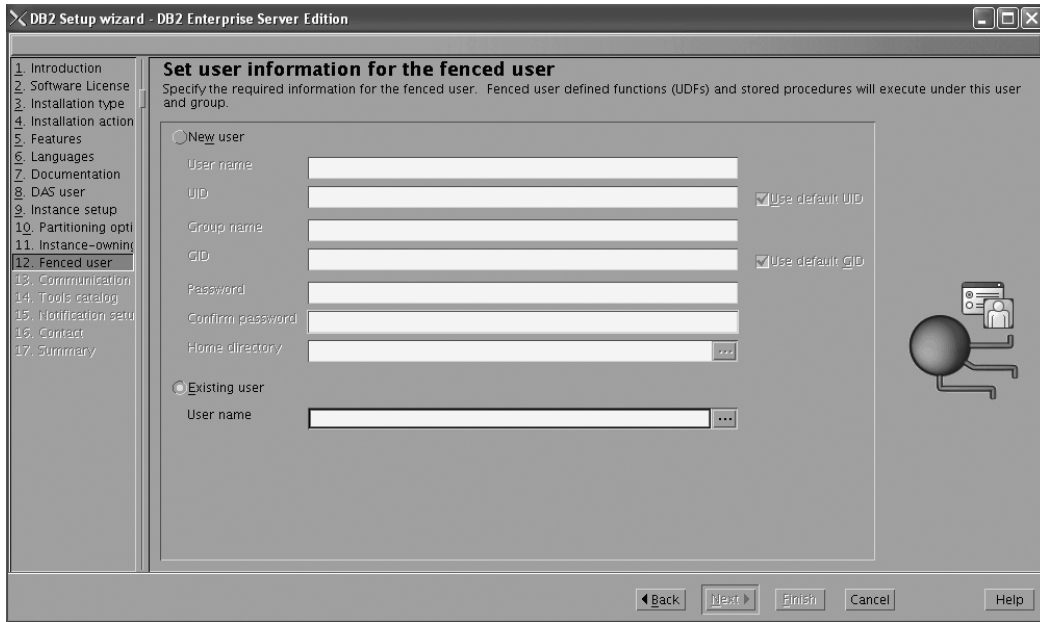 DB2 Setup wizard - DB2 Enterprise Server Edition
1. Introduction
2. Software License
3. Installation type
4. Installation action
5. Features
6. Languages
7. Documentation
8. DAS user
9. Instance setup
10. Partitioning opti
11. Instance-owning
12. Fenced user
13. Communication
14. Tools catalog
15. Notification setu
16. Contact
17. Summary
Set user information for the fenced user
Specify the required information for the fenced user. Fenced user defined functions (UDFs) and stored procedures will execute under this user
and group.
New user
User name
UID
Use default UID
Group name
GID
Use default GID
Password
Confirm password
Home directory
...
Existing user
User name
...
Back
Next
Finish
Cancel
Help